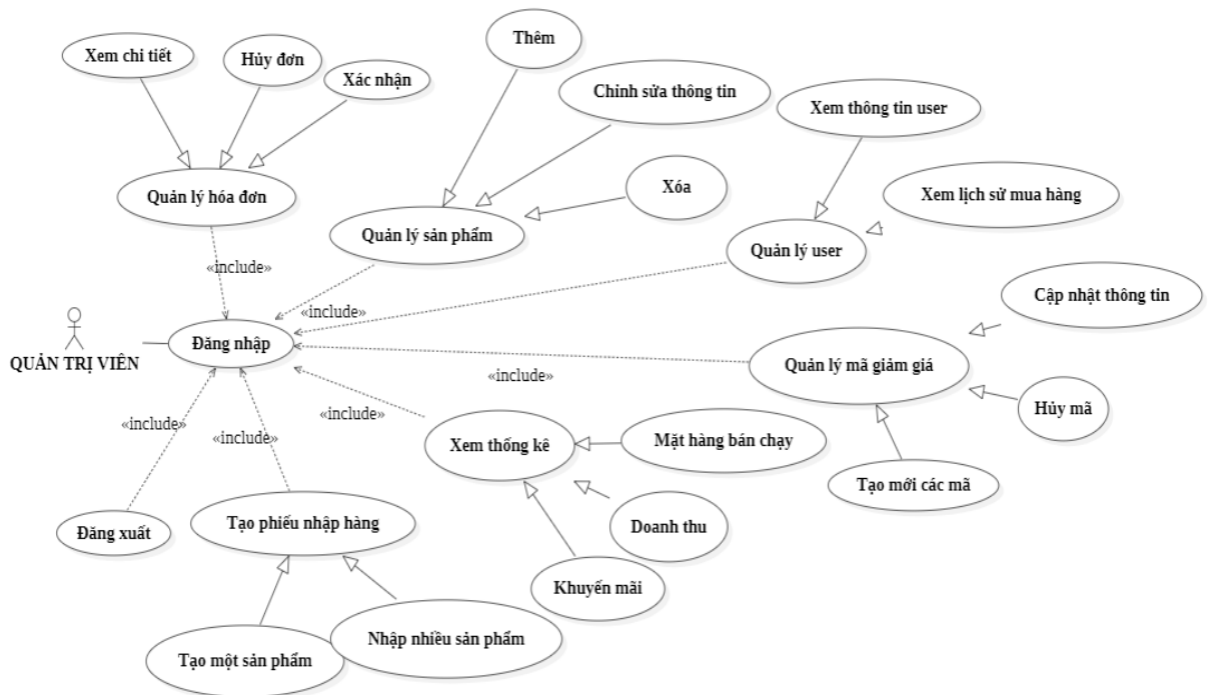 Thêm
Xem chi tiết
Hủy đơn
Xác nhận
Chỉnh sửa thông tin
Xem thông tin user
Xóa
Xem lịch sử mua hàng
Quản lý hóa đơn
Quản lý sản phẩm
Quản lý user
«include»
Cập nhật thông tin
«include»
QUẢN TRỊ VIÊN
Đăng nhập
Quản lý mã giảm giá
«include»
«include»
Hủy mã
«include»
«include»
Xem thống kê
Mặt hàng bán chạy
Tạo mới các mã
Đăng xuất
Tạo phiếu nhập hàng
Doanh thu
Khuyến mãi
Nhập nhiều sản phẩm
Tạo một sản phẩm